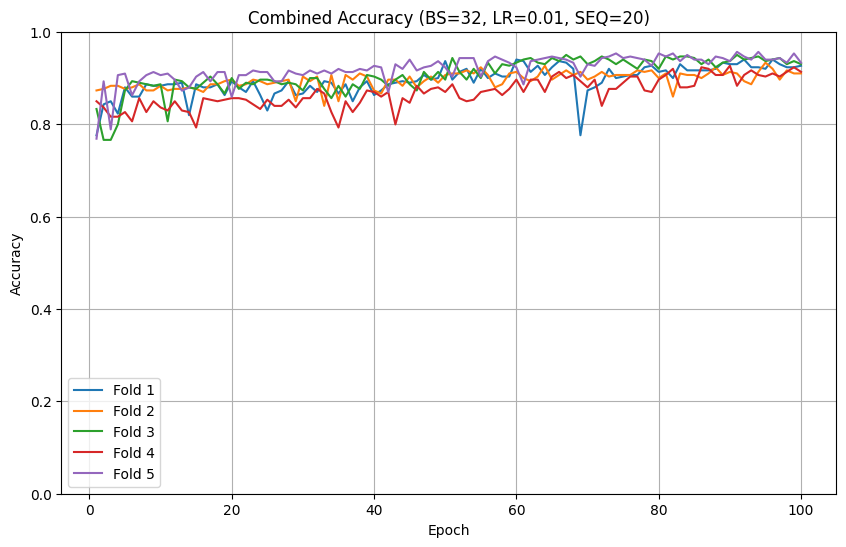 Combined Accuracy (BS=32, LR=0.01, SEQ=20)
1.0
0.8
0.6
0.4
0.2
0.0
Accuracy
Fold 1
Fold 2
Fold 3
Fold 4
Fold 5
0 20 40 60 80 100
Epoch